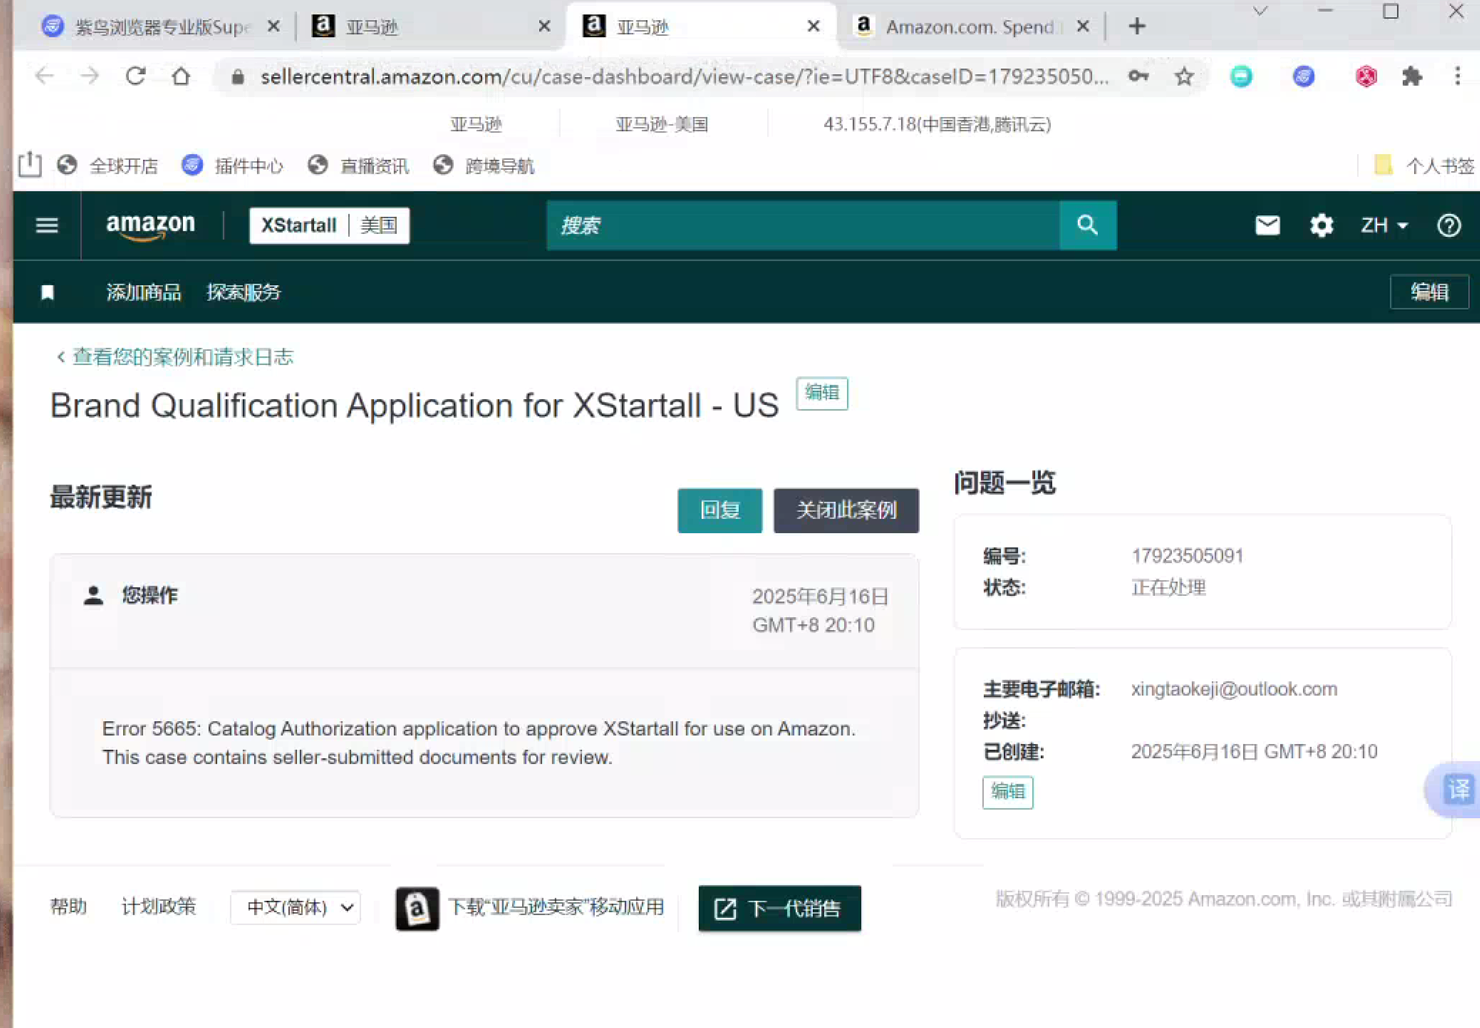 紫鸟浏览器专业版Supe
亚马逊
亚马逊
Amazon.com. Spend
sellercentral.amazon.com/cu/case-dashboard/view-case/?ie=UTF8&caseID=179235050...
亚马逊
亚马逊-美国
43.155.7.18(中国香港,腾讯云)
全球开店
插件中心
直播资讯
跨境导航
个人书签
amazon
XStartall
美国
搜索
ZH
添加商品
探索服务
编辑
查看您的案例和请求日志
Brand Qualification Application for XStartall - US
编辑
最新更新
回复
关闭此案例
您操作
2025年6月16日
GMT+8 20:10
Error 5665: Catalog Authorization application to approve XStartall for use on Amazon.
This case contains seller-submitted documents for review.
问题一览
编号: 17923505091
状态: 正在处理
主要电子邮箱: xingtaokeji@outlook.com
抄送:
已创建: 2025年6月16日 GMT+8 20:10
编辑
译
帮助
计划政策
中文(简体)
下载“亚马逊卖家”移动应用
下一代销售
版权所有 © 1999-2025 Amazon.com, Inc. 或其附属公司